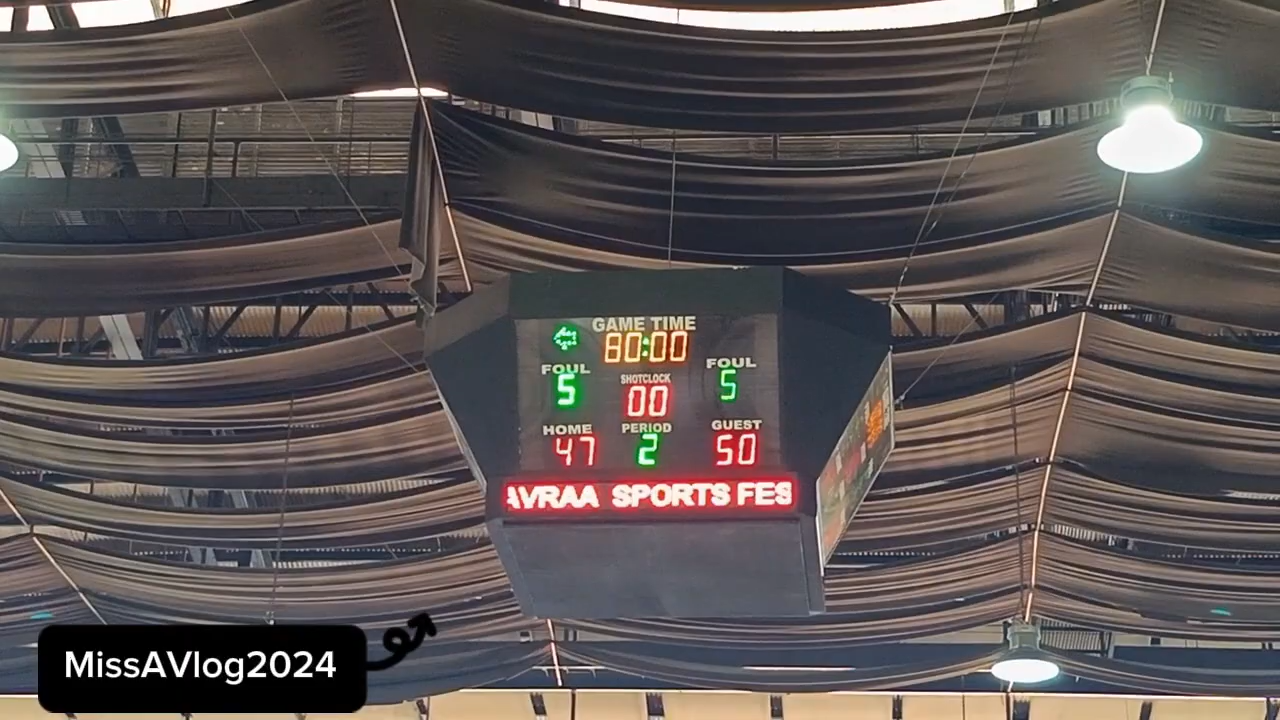 GAME TIME
80:00
FOUL
FOUL
5
SHOTCLOCK
5
00
HOME
PERIOD
GUEST
47
2
50
AVRAA SPORTS FES
MissAVlog2024